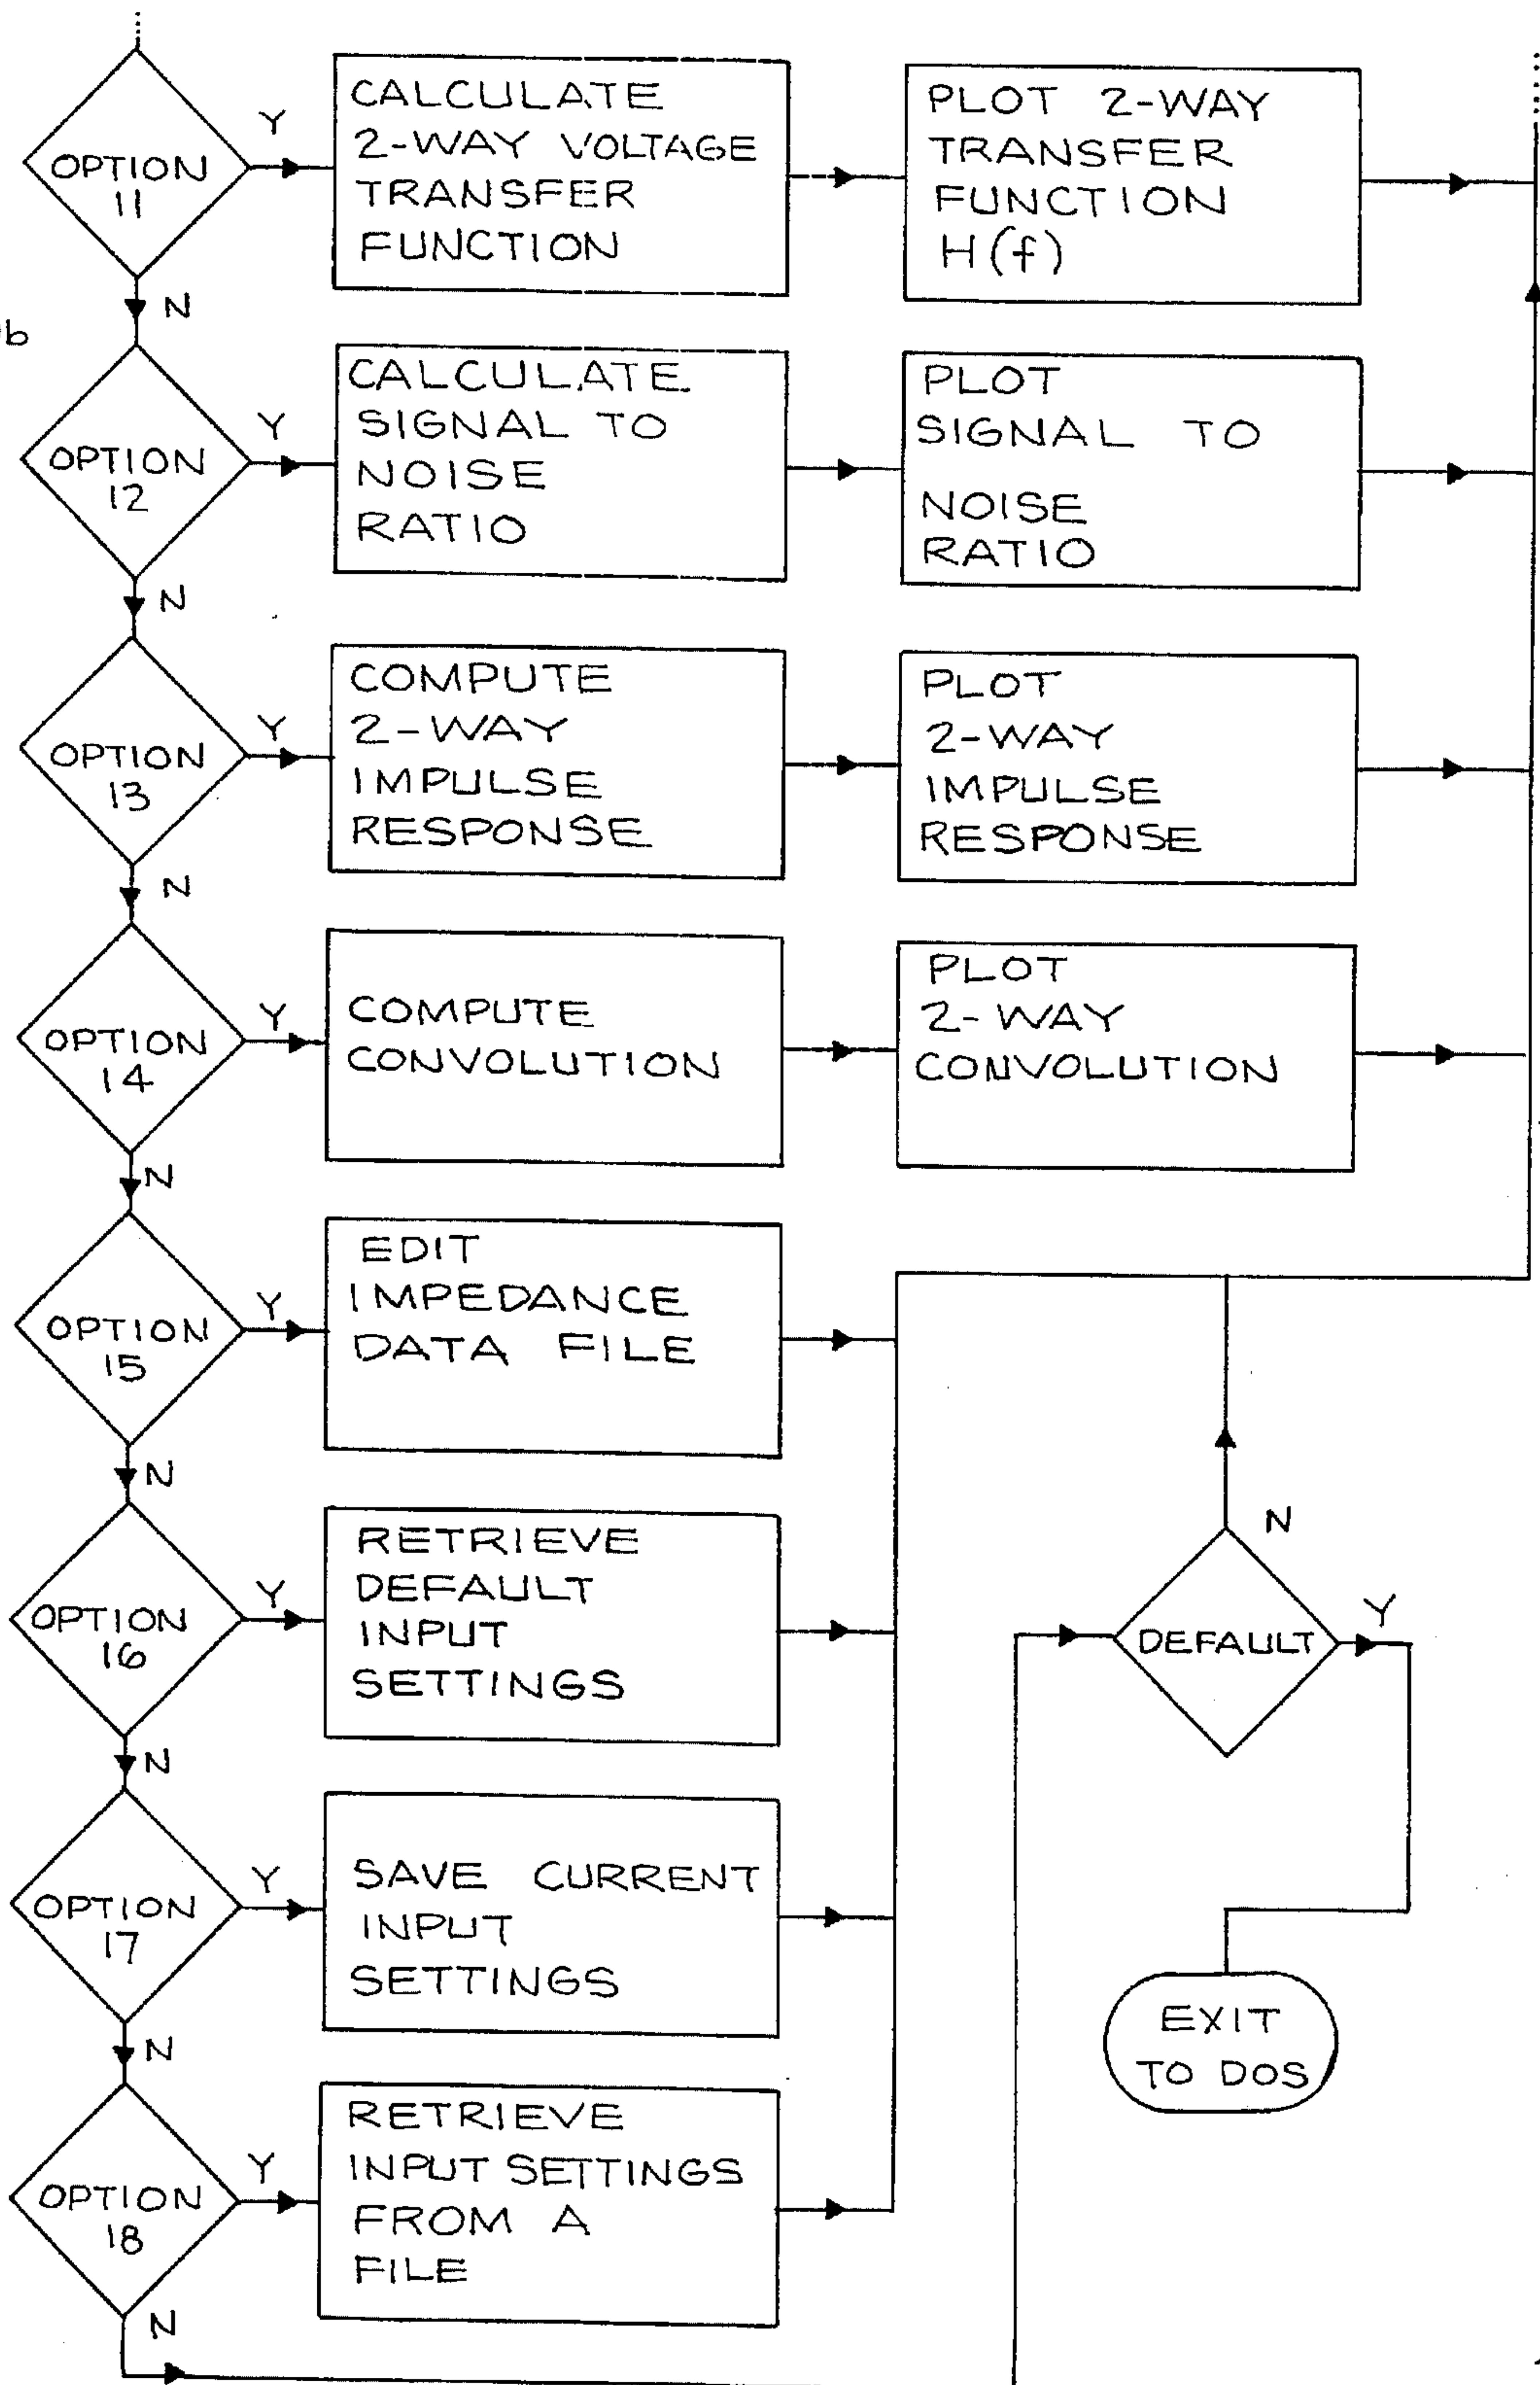 OPTION
11
Y
CALCULATE
2-WAY VOLTAGE
TRANSFER
FUNCTION
PLOT 2-WAY
TRANSFER
FUNCTION
H(f)
N
b
OPTION
12
Y
CALCULATE
SIGNAL TO
NOISE
RATIO
PLOT
SIGNAL TO
NOISE
RATIO
N
OPTION
13
Y
COMPUTE
2-WAY
IMPULSE
RESPONSE
PLOT
2-WAY
IMPULSE
RESPONSE
N
OPTION
14
Y
COMPUTE
CONVOLUTION
PLOT
2-WAY
CONVOLUTION
N
OPTION
15
Y
EDIT
IMPEDANCE
DATA FILE
N
OPTION
16
Y
RETRIEVE
DEFAULT
INPUT
SETTINGS
N
DEFAULT
Y
N
OPTION
17
Y
SAVE CURRENT
INPUT
SETTINGS
EXIT
TO DOS
N
OPTION
18
Y
RETRIEVE
INPUT SETTINGS
FROM A
FILE
N